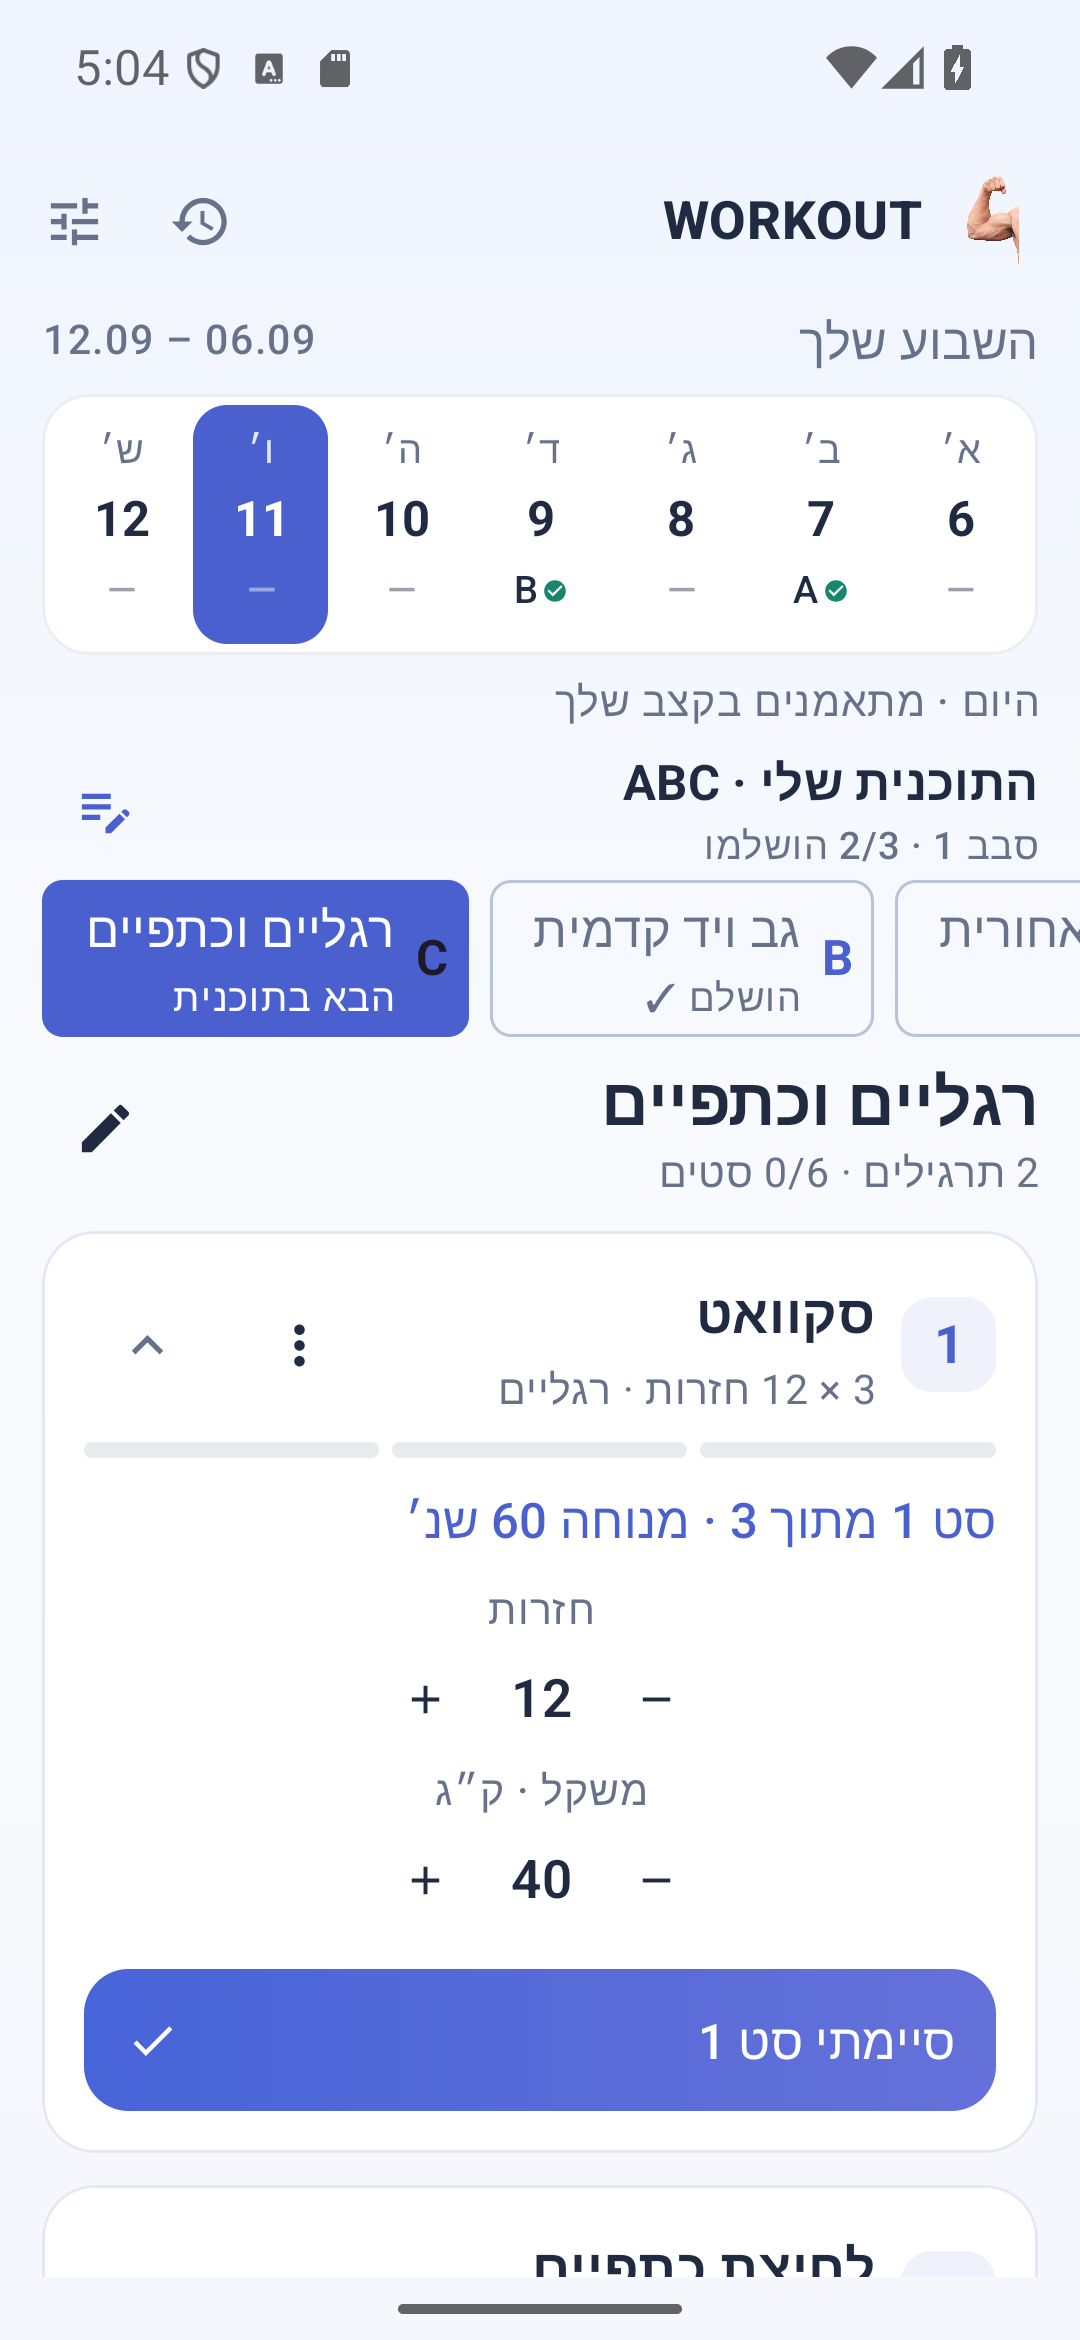 5:04
WORKOUT
השבוע שלך
06.09 – 12.09
א׳ ב׳ ג׳ ד׳ ה׳ ו׳ ש׳
6 7 8 9 10 11 12
– A – B – – –
היום · מתאמנים בקצב שלך
התוכנית שלי · ABC
סבב 1 · 2/3 הושלמו
אחורית
B גב ויד קדמית
הושלם ✓
C רגליים וכתפיים
הבא בתוכנית
רגליים וכתפיים
2 תרגילים · 0/6 סטים
1 סקוואט
3 × 12 חזרות · רגליים
סט 1 מתוך 3 · מנוחה 60 שנ׳
חזרות
− 12 +
משקל · ק״ג
− 40 +
סיימתי סט 1
לחיצת כתפיים